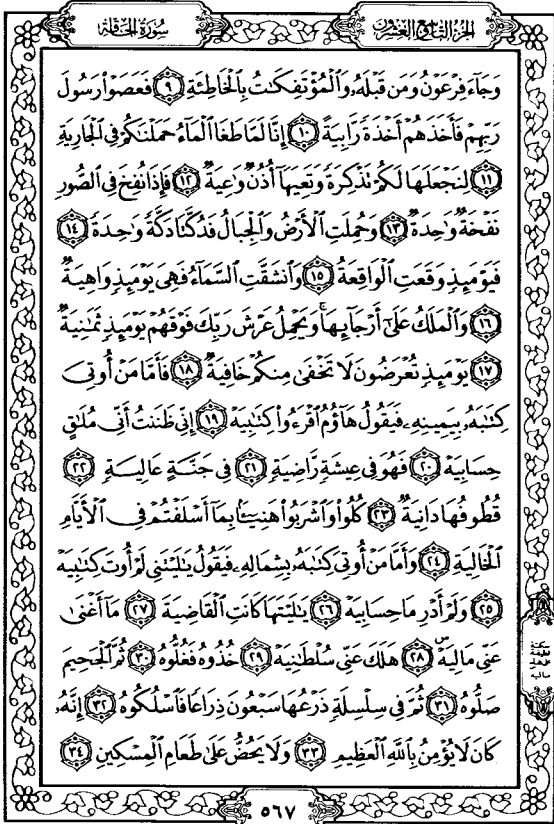 الجزء التاسع والعشرون
سورة الحاقة
وَجَآءَ فِرْعَوْنُ وَمَن قَبْلَهُۥ وَٱلْمُؤْتَفِكَٰتُ بِٱلْخَاطِئَةِ ٩ فَعَصَوْا۟ رَسُولَ
رَبِّهِمْ فَأَخَذَهُمْ أَخْذَةً رَّابِيَةً ١٠ إِنَّا لَمَّا طَغَا ٱلْمَآءُ حَمَلْنَٰكُمْ فِى ٱلْجَارِيَةِ
١١ لِنَجْعَلَهَا لَكُمْ تَذْكِرَةً وَتَعِيَهَآ أُذُنٌ وَٰعِيَةٌ ١٢ فَإِذَا نُفِخَ فِى ٱلصُّورِ
نَفْخَةٌ وَٰحِدَةٌ ١٣ وَحُمِلَتِ ٱلْأَرْضُ وَٱلْجِبَالُ فَدُكَّتَا دَكَّةً وَٰحِدَةً ١٤
فَيَوْمَئِذٍ وَقَعَتِ ٱلْوَاقِعَةُ ١٥ وَٱنشَقَّتِ ٱلسَّمَآءُ فَهِىَ يَوْمَئِذٍ وَاهِيَةٌ
١٦ وَٱلْمَلَكُ عَلَىٰٓ أَرْجَآئِهَا ۚ وَيَحْمِلُ عَرْشَ رَبِّكَ فَوْقَهُمْ يَوْمَئِذٍ ثَمَٰنِيَةٌ
١٧ يَوْمَئِذٍ تُعْرَضُونَ لَا تَخْفَىٰ مِنكُمْ خَافِيَةٌ ١٨ فَأَمَّا مَنْ أُوتِىَ
كِتَٰبَهُۥ بِيَمِينِهِۦ فَيَقُولُ هَآؤُمُ ٱقْرَءُوا۟ كِتَٰبِيَهْ ١٩ إِنِّى ظَنَنتُ أَنِّى مُلَٰقٍ
حِسَابِيَهْ ٢٠ فَهُوَ فِى عِيشَةٍ رَّاضِيَةٍ ٢١ فِى جَنَّةٍ عَالِيَةٍ ٢٢
قُطُوفُهَا دَانِيَةٌ ٢٣ كُلُوا۟ وَٱشْرَبُوا۟ هَنِيٓـًٔۢا بِمَآ أَسْلَفْتُمْ فِى ٱلْأَيَّامِ
ٱلْخَالِيَةِ ٢٤ وَأَمَّا مَنْ أُوتِىَ كِتَٰبَهُۥ بِشِمَالِهِۦ فَيَقُولُ يَٰلَيْتَنِى لَمْ أُوتَ كِتَٰبِيَهْ
٢٥ وَلَمْ أَدْرِ مَا حِسَابِيَهْ ٢٦ يَٰلَيْتَهَا كَانَتِ ٱلْقَاضِيَةَ ٢٧ مَآ أَغْنَىٰ
عَنِّى مَالِيَهْ ۜ ٢٨ هَلَكَ عَنِّى سُلْطَٰنِيَهْ ٢٩ خُذُوهُ فَغُلُّوهُ ٣٠ ثُمَّ ٱلْجَحِيمَ
صَلُّوهُ ٣١ ثُمَّ فِى سِلْسِلَةٍ ذَرْعُهَا سَبْعُونَ ذِرَاعًا فَٱسْلُكُوهُ ٣٢ إِنَّهُۥ
كَانَ لَا يُؤْمِنُ بِٱللَّهِ ٱلْعَظِيمِ ٣٣ وَلَا يَحُضُّ عَلَىٰ طَعَامِ ٱلْمِسْكِينِ ٣٤
٥٦٧